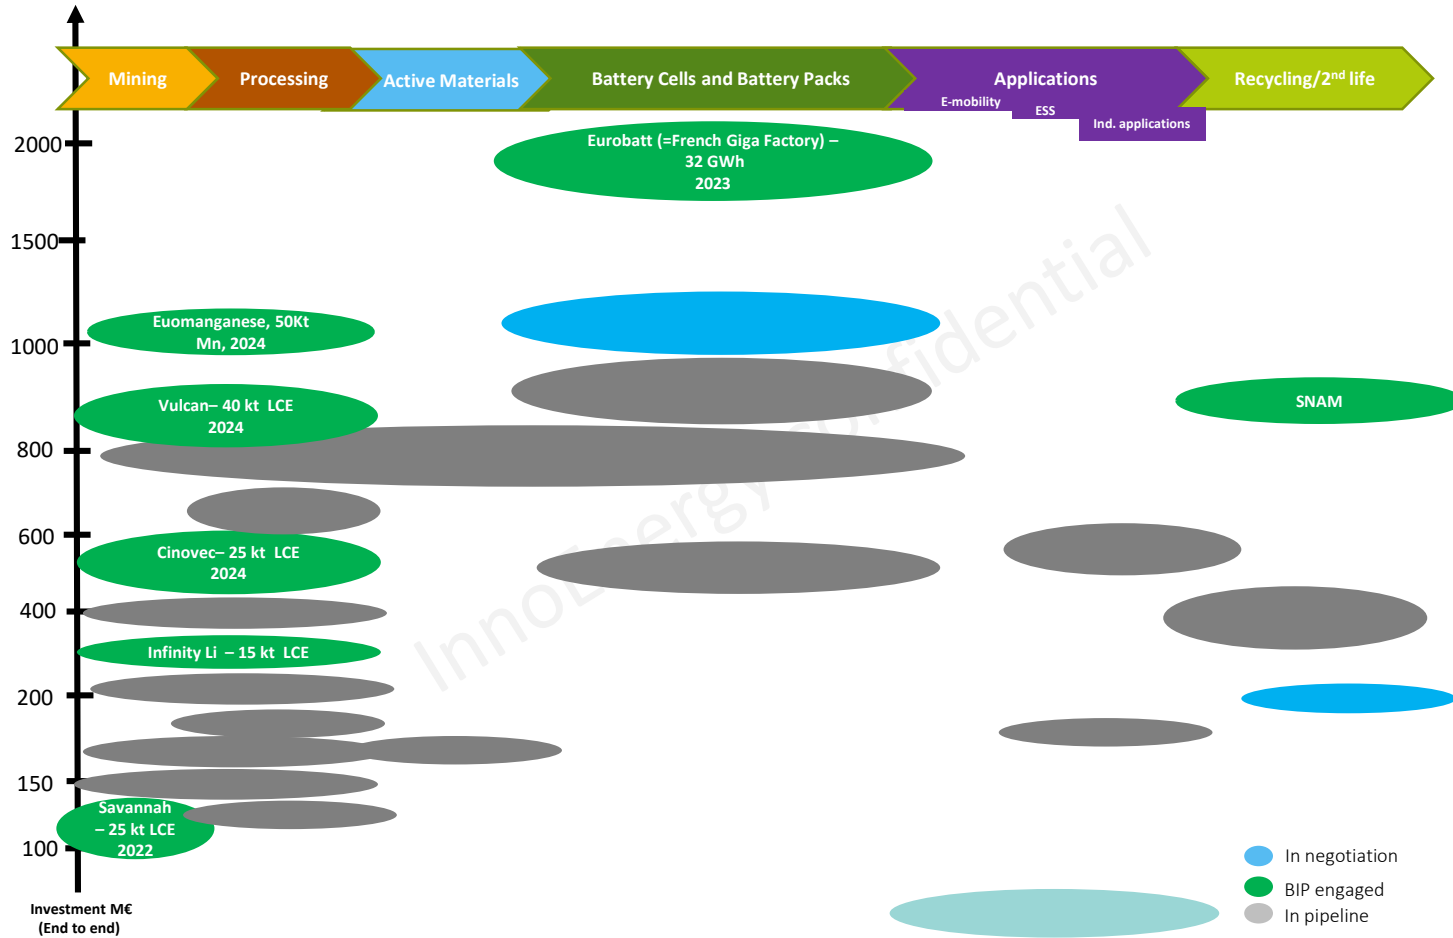 Mining
Processing
Active Materials
Battery Cells and Battery Packs
Applications
Recycling/2nd life
E-mobility
ESS
Ind. applications
2000
Eurobatt (=French Giga Factory) –
32 GWh
2023
1500
Euomanganese, 50Kt
Mn, 2024
1000
Vulcan– 40 kt LCE
2024
SNAM
800
600
Cinovec– 25 kt LCE
2024
400
Infinity Li – 15 kt LCE
200
150
Savannah
– 25 kt LCE
2022
100
InnoEnergy confidential
In negotiation
BIP engaged
In pipeline
Investment M€
(End to end)